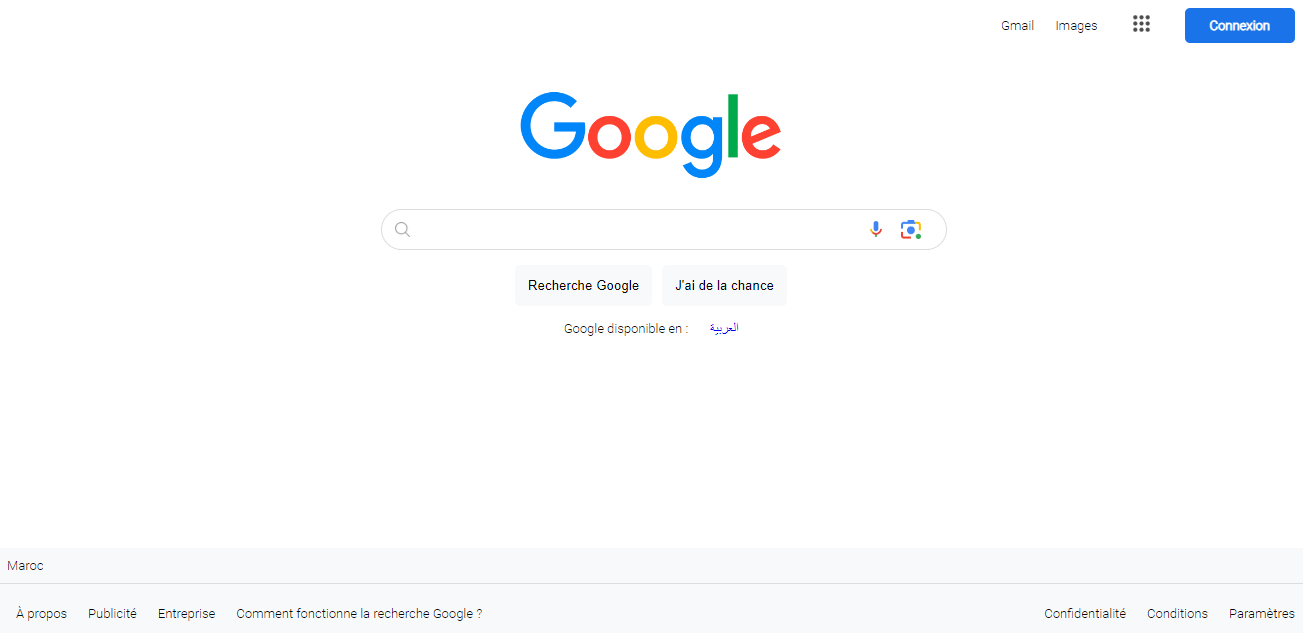 Gmail Images Connexion
Google
Recherche Google J'ai de la chance
Google disponible en : العربية
Maroc
À propos Publicité Entreprise Comment fonctionne la recherche Google ? Confidentialité Conditions Paramètres